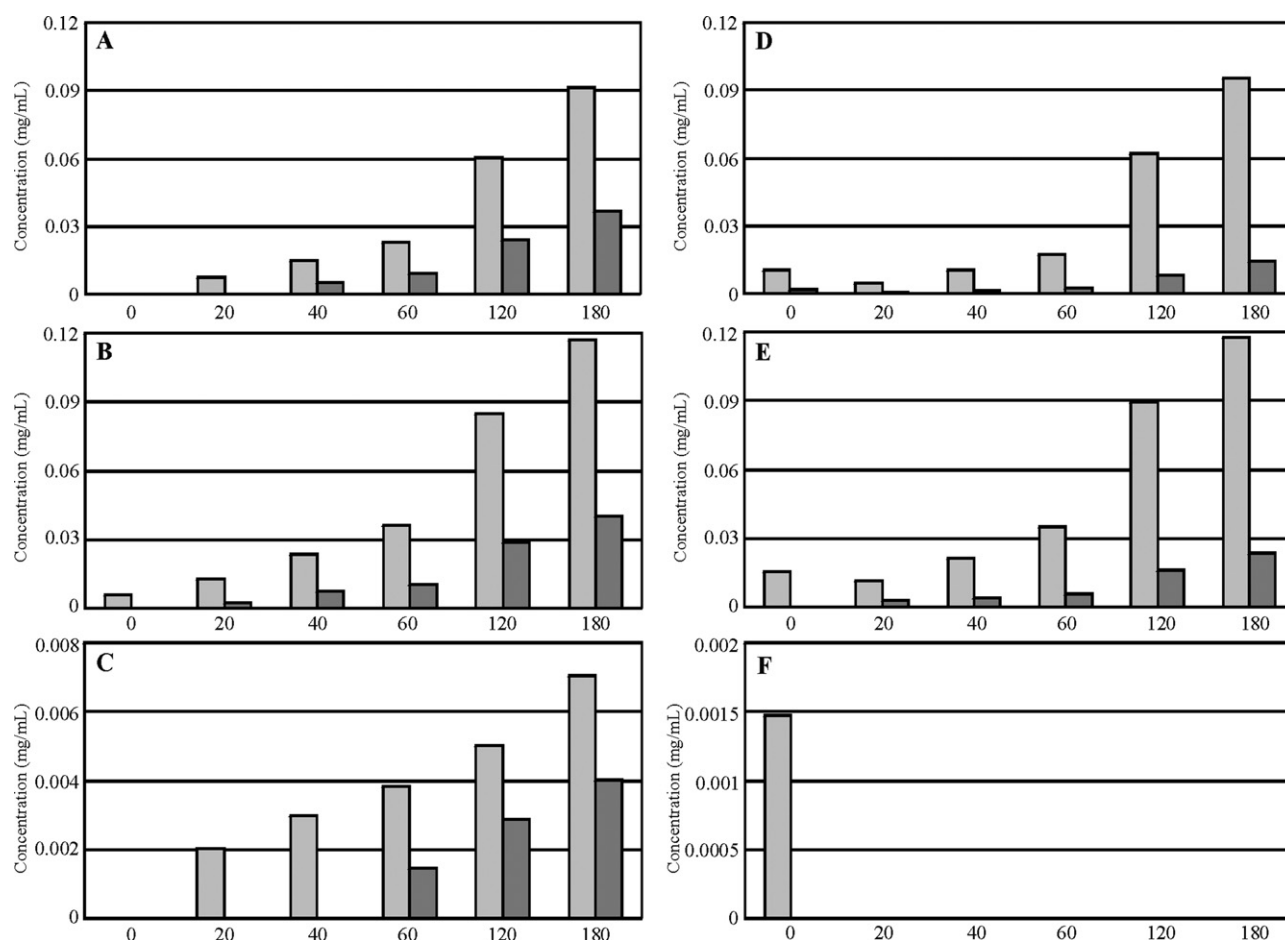 A
Concentration (mg/mL)
0.12
0.09
0.06
0.03
0
0 20 40 60 120 180
B
Concentration (mg/mL)
0.12
0.09
0.06
0.03
0
0 20 40 60 120 180
C
Concentration (mg/mL)
0.008
0.006
0.004
0.002
0
0 20 40 60 120 180
D
Concentration (mg/mL)
0.12
0.09
0.06
0.03
0
0 20 40 60 120 180
E
Concentration (mg/mL)
0.12
0.09
0.06
0.03
0
0 20 40 60 120 180
F
Concentration (mg/mL)
0.002
0.0015
0.001
0.0005
0
0 20 40 60 120 180